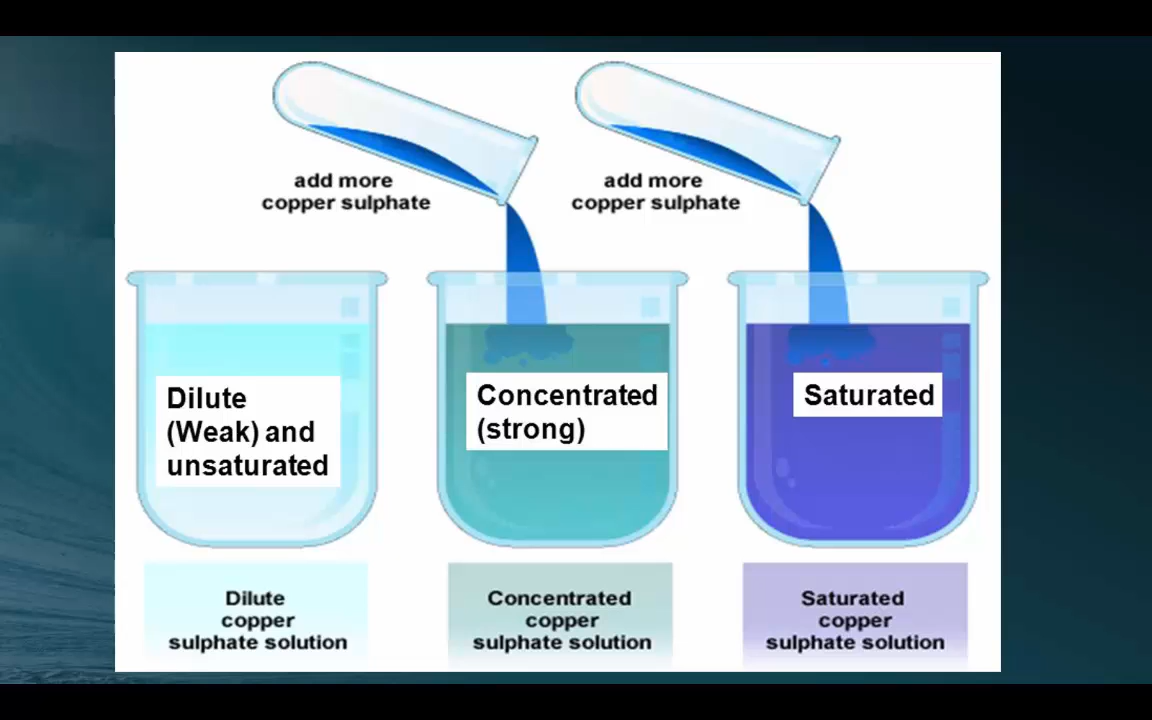 add more
copper sulphate
add more
copper sulphate
Dilute
(Weak) and
unsaturated
Concentrated
(strong)
Saturated
Dilute
copper
sulphate solution
Concentrated
copper
sulphate solution
Saturated
copper
sulphate solution